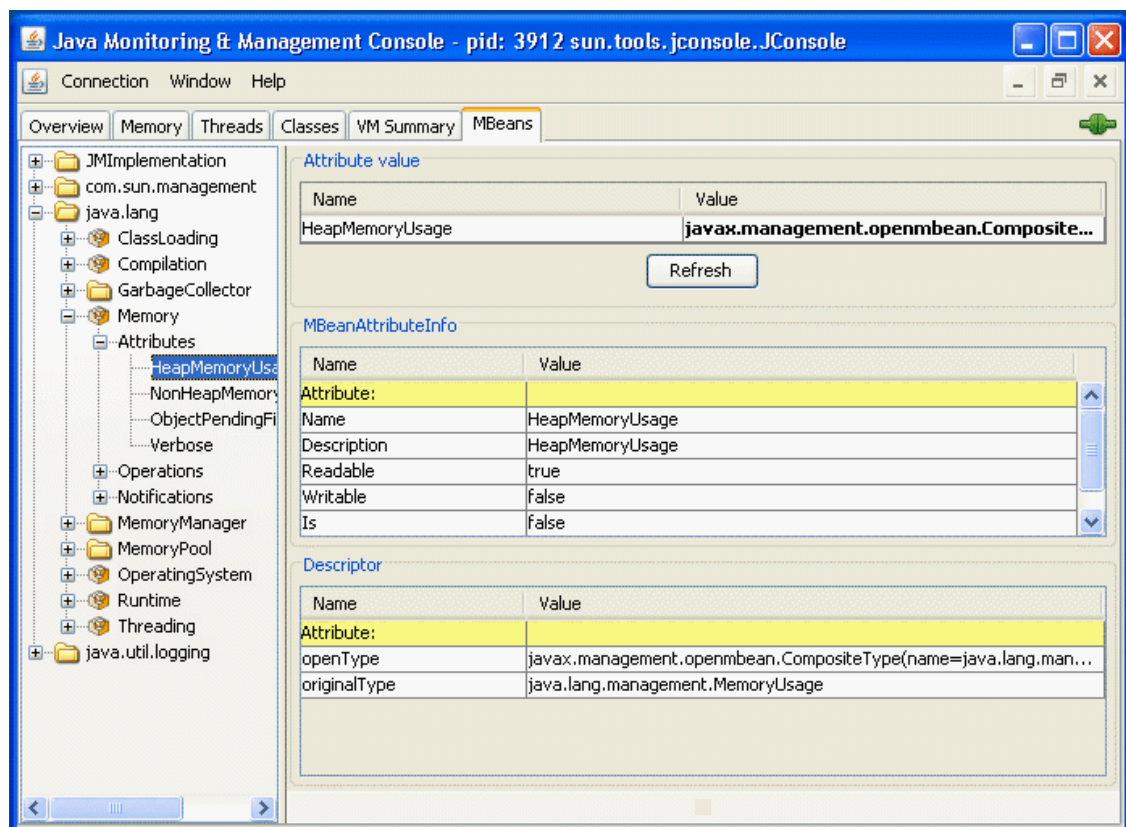 Java Monitoring & Management Console - pid: 3912 sun.tools.jconsole.JConsole
Connection Window Help
Overview Memory Threads Classes VM Summary MBeans
JMImplementation
com.sun.management
java.lang
ClassLoading
Compilation
GarbageCollector
Memory
Attributes
HeapMemoryUsa
NonHeapMemory
ObjectPendingFi
Verbose
Operations
Notifications
MemoryManager
MemoryPool
OperatingSystem
Runtime
Threading
java.util.logging
Attribute value
Name Value
HeapMemoryUsage javax.management.openmbean.Composite...
Refresh
MBeanAttributeInfo
Name Value
Attribute:
Name HeapMemoryUsage
Description HeapMemoryUsage
Readable true
Writable false
Is false
Descriptor
Name Value
Attribute:
openType javax.management.openmbean.CompositeType(name=java.lang.man...
originalType java.lang.management.MemoryUsage